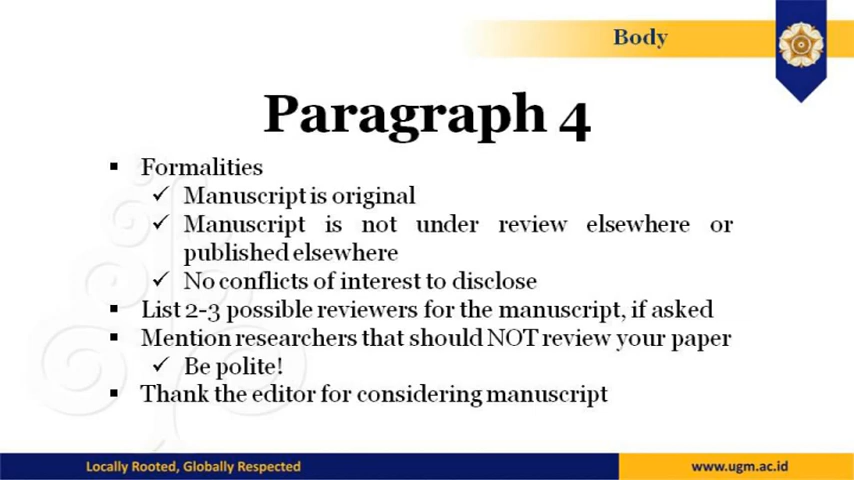 Body
Paragraph 4
▪ Formalities
✓ Manuscript is original
✓ Manuscript is not under review elsewhere or
published elsewhere
✓ No conflicts of interest to disclose
▪ List 2-3 possible reviewers for the manuscript, if asked
▪ Mention researchers that should NOT review your paper
✓ Be polite!
▪ Thank the editor for considering manuscript
Locally Rooted, Globally Respected
www.ugm.ac.id